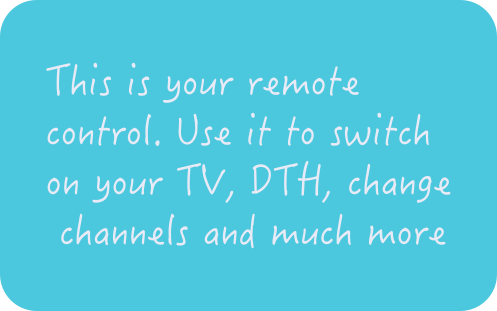 This is your remote
control. Use it to switch
on your TV, DTH, change
channels and much more